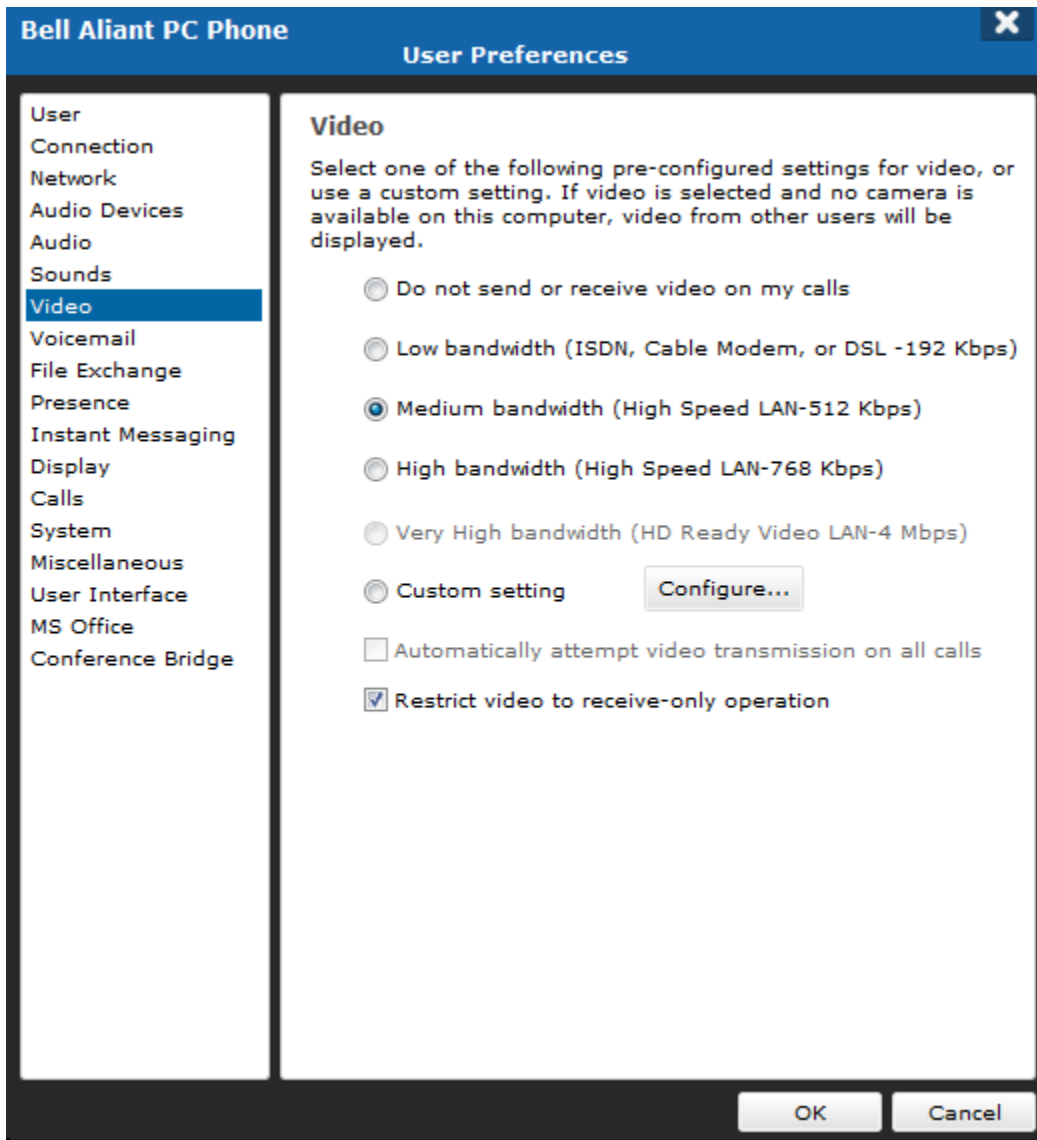 Bell Aliant PC Phone
User Preferences
User
Connection
Network
Audio Devices
Audio
Sounds
Video
Voicemail
File Exchange
Presence
Instant Messaging
Display
Calls
System
Miscellaneous
User Interface
MS Office
Conference Bridge
Video
Select one of the following pre-configured settings for video, or
use a custom setting. If video is selected and no camera is
available on this computer, video from other users will be
displayed.
Do not send or receive video on my calls
Low bandwidth (ISDN, Cable Modem, or DSL -192 Kbps)
Medium bandwidth (High Speed LAN-512 Kbps)
High bandwidth (High Speed LAN-768 Kbps)
Very High bandwidth (HD Ready Video LAN-4 Mbps)
Custom setting Configure...
Automatically attempt video transmission on all calls
Restrict video to receive-only operation
OK Cancel